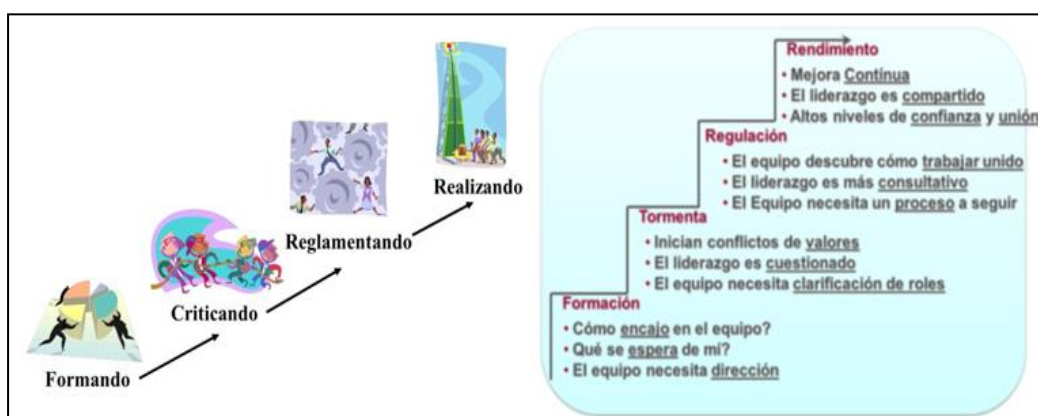 Formando
Criticando
Reglamentando
Realizando
Rendimiento
• Mejora Contínua
• El liderazgo es compartido
• Altos niveles de confianza y unión
Regulación
• El equipo descubre cómo trabajar unido
• El liderazgo es más consultativo
• El Equipo necesita un proceso a seguir
Tormenta
• Inician conflictos de valores
• El liderazgo es cuestionado
• El equipo necesita clarificación de roles
Formación
• Cómo encajo en el equipo?
• Qué se espera de mí?
• El equipo necesita dirección